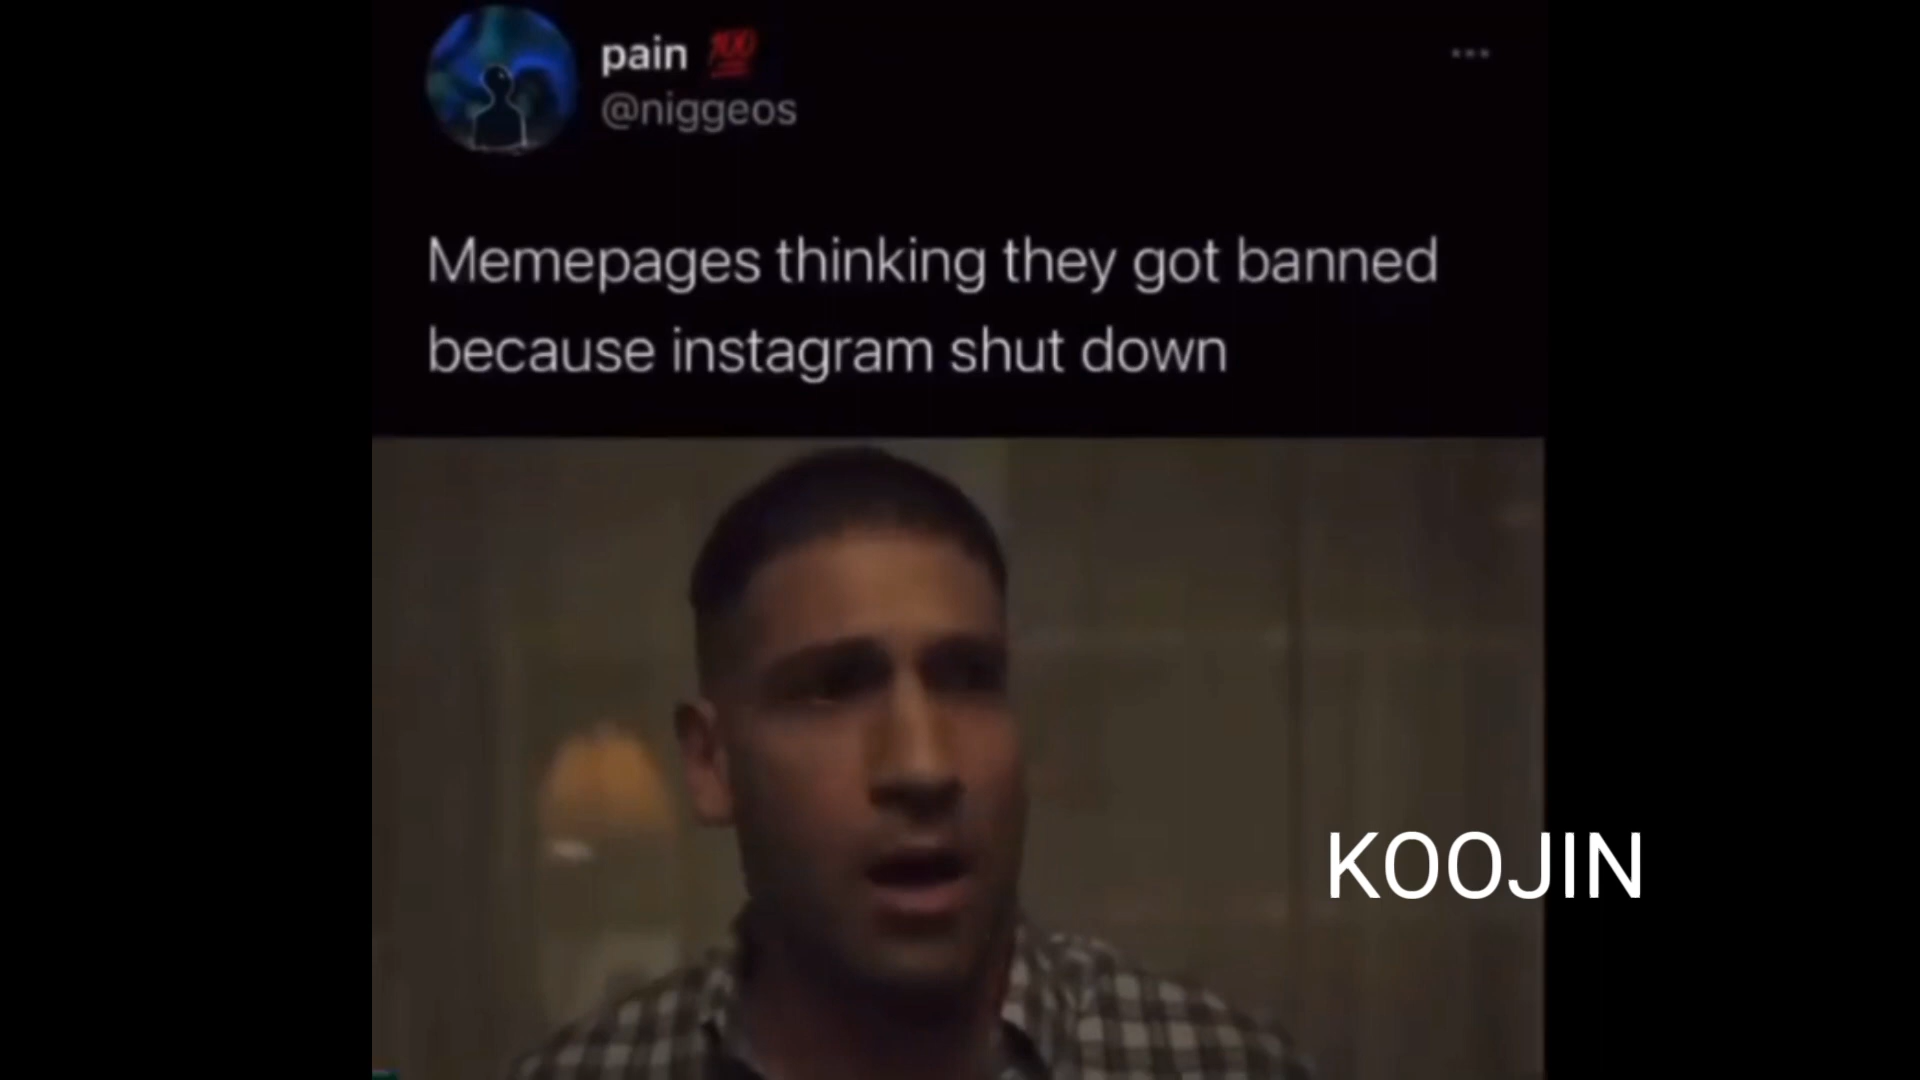 pain 💯
@niggeos
Memepages thinking they got banned
because instagram shut down
KOOJIN